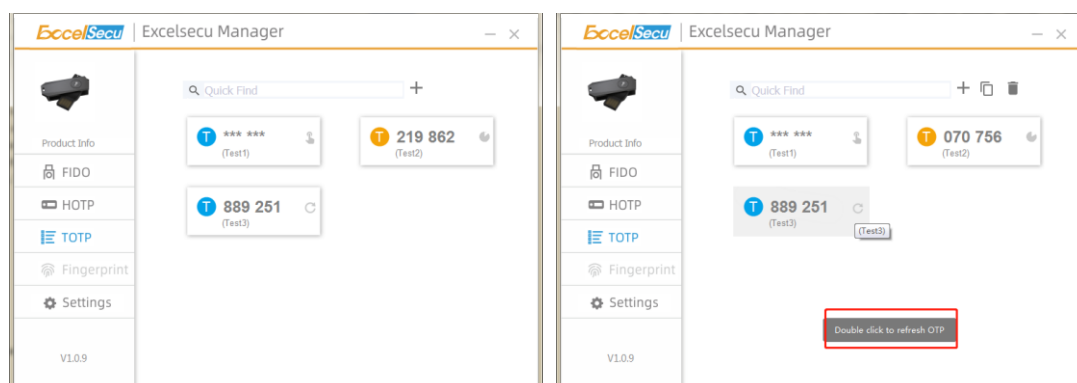 ExcelSecu Excelsecu Manager
Quick Find
*** ***
(Test1)
219 862
(Test2)
889 251
(Test3)
Product Info
FIDO
HOTP
TOTP
Fingerprint
Settings
V1.0.9
ExcelSecu Excelsecu Manager
Quick Find
*** ***
(Test1)
070 756
(Test2)
889 251
(Test3)
(Test3)
Product Info
FIDO
HOTP
TOTP
Fingerprint
Settings
Double click to refresh OTP
V1.0.9